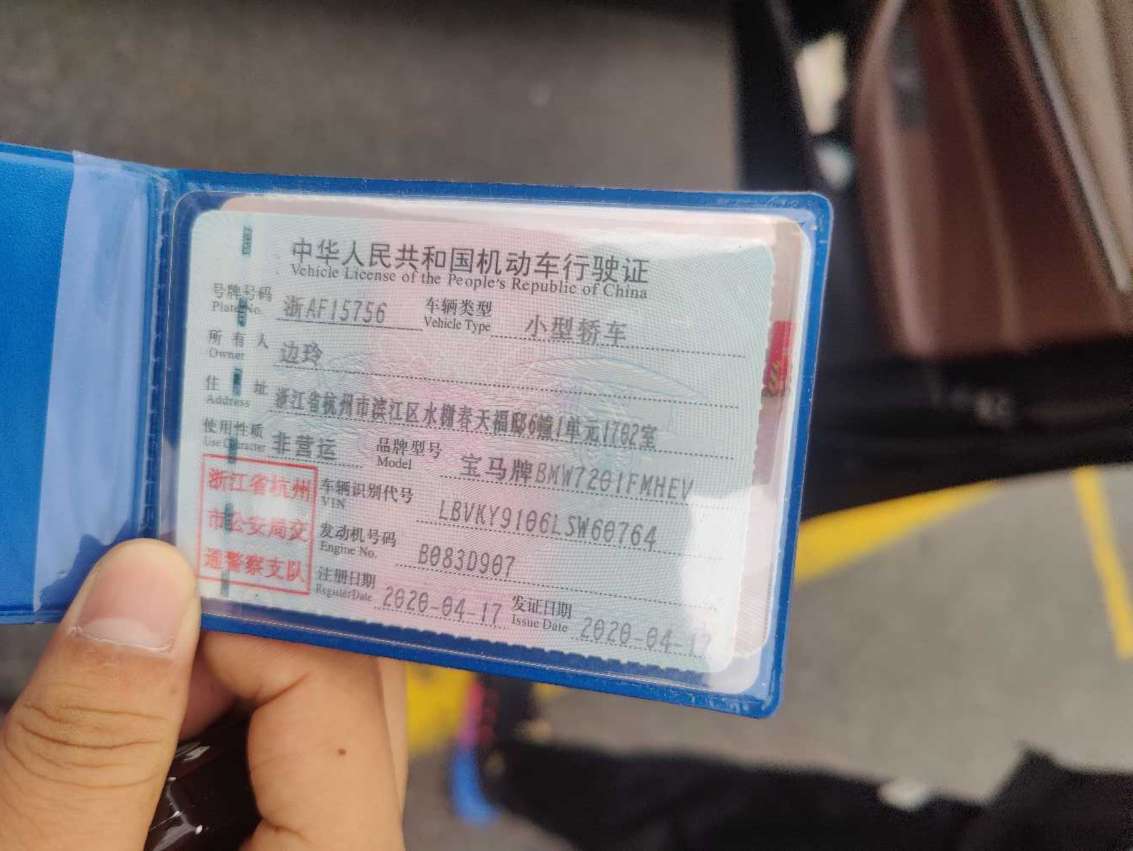 中华人民共和国机动车行驶证
Vehicle License of the People's Republic of China
号牌号码 浙AF15756 车辆类型 小型轿车
Plate No. Vehicle Type
所有人 边玲
Owner
住址 浙江省杭州市滨江区水榭春天福邸6幢1单元1702室
Address
使用性质 非营运 品牌型号 宝马牌BMW7201FMHEV
Use Character Model
浙江省杭州
市公安局交
通警察支队
车辆识别代号 LBVKY9106LSW60764
VIN
发动机号码 B083D907
Engine No.
注册日期 2020-04-17 发证日期 2020-04-17
Register Date Issue Date